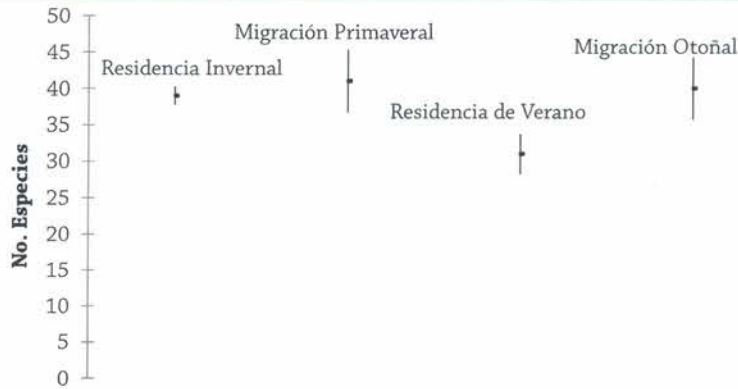 50
Migración Primaveral
45
Migración Otoñal
Residencia Invernal
40
Residencia de Verano
35
30
25
20
15
10
5
0
No. Especies